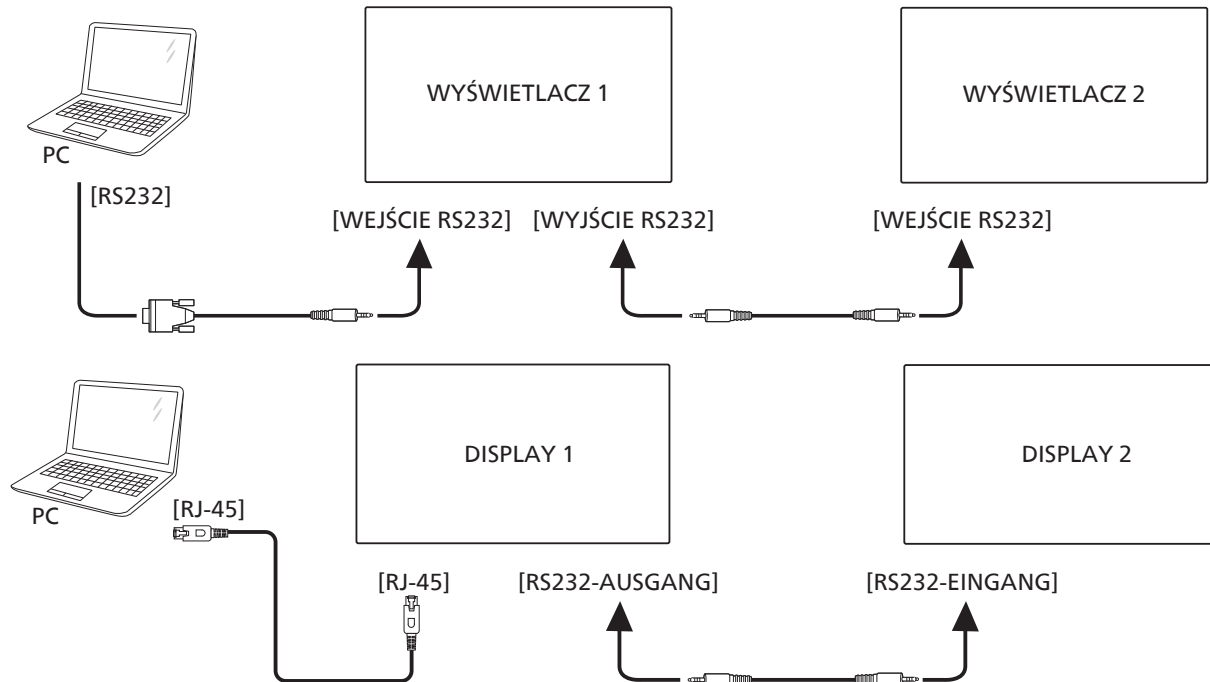 WYŚWIETLACZ 1
WYŚWIETLACZ 2
PC
[RS232]
[WEJŚCIE RS232] [WYJŚCIE RS232] [WEJŚCIE RS232]
DISPLAY 1
DISPLAY 2
PC
[RJ-45]
[RJ-45] [RS232-AUSGANG] [RS232-EINGANG]